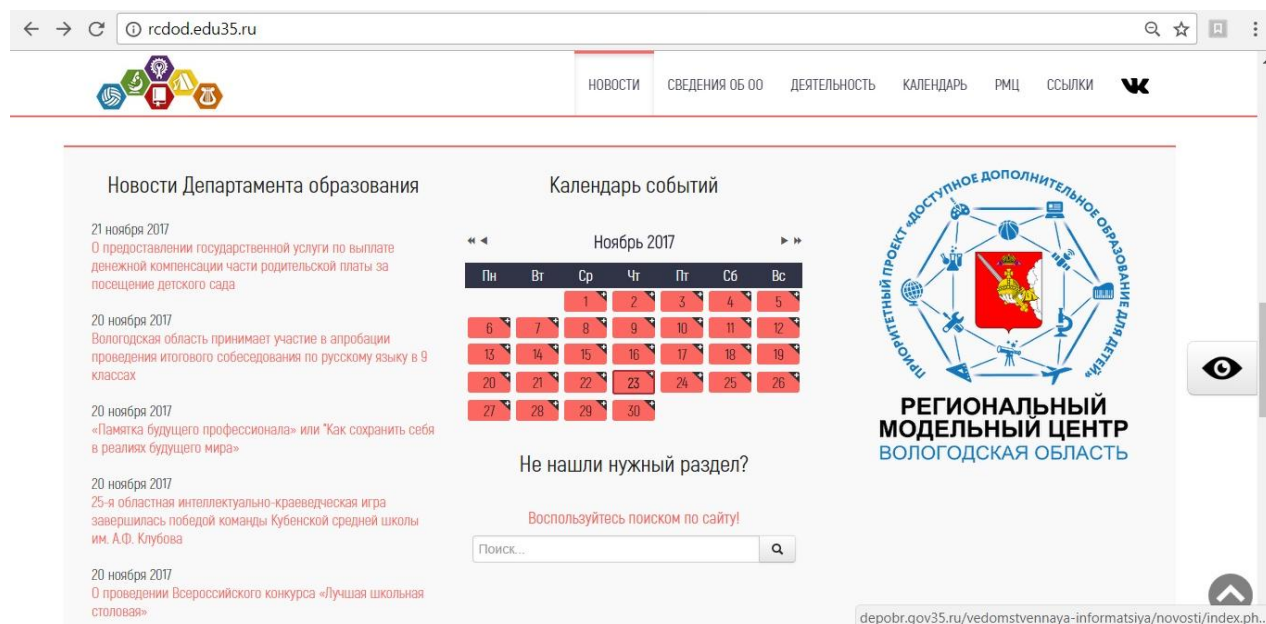 rcdod.edu35.ru
НОВОСТИ СВЕДЕНИЯ ОБ ОО ДЕЯТЕЛЬНОСТЬ КАЛЕНДАРЬ РМЦ ССЫЛКИ
Новости Департамента образования
21 ноября 2017
О предоставлении государственной услуги по выплате
денежной компенсации части родительской платы за
посещение детского сада
20 ноября 2017
Вологодская область принимает участие в апробации
проведения итогового собеседования по русскому языку в 9
классах
20 ноября 2017
«Памятка будущего профессионала» или "Как сохранить себя
в реалиях будущего мира»
20 ноября 2017
25-я областная интеллектуально-краеведческая игра
завершилась победой команды Кубенской средней школы
им. А.Ф. Клубова
20 ноября 2017
О проведении Всероссийского конкурса «Лучшая школьная
столовая»
Календарь событий
Ноябрь 2017
Пн Вт Ср Чт Пт Сб Вс
1 2 3 4 5
6 7 8 9 10 11 12
13 14 15 16 17 18 19
20 21 22 23 24 25 26
27 28 29 30
Не нашли нужный раздел?
Воспользуйтесь поиском по сайту!
Поиск...
ПРИОРИТЕТНЫЙ ПРОЕКТ «ДОСТУПНОЕ ДОПОЛНИТЕЛЬНОЕ ОБРАЗОВАНИЕ ДЛЯ ДЕТЕЙ»
РЕГИОНАЛЬНЫЙ
МОДЕЛЬНЫЙ ЦЕНТР
ВОЛОГОДСКАЯ ОБЛАСТЬ
depobr.gov35.ru/vedomstvennaya-informatsiya/novosti/index.ph...